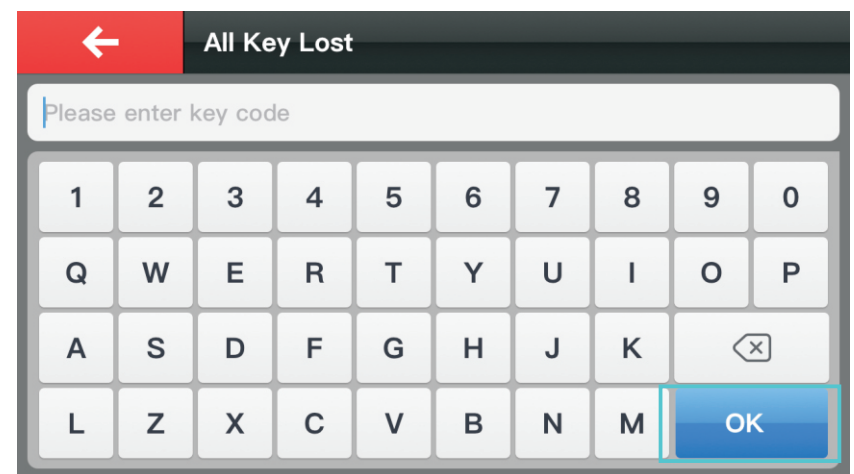 All Key Lost
Please enter key code
1 2 3 4 5 6 7 8 9 0
Q W E R T Y U I O P
A S D F G H J K
L Z X C V B N M OK